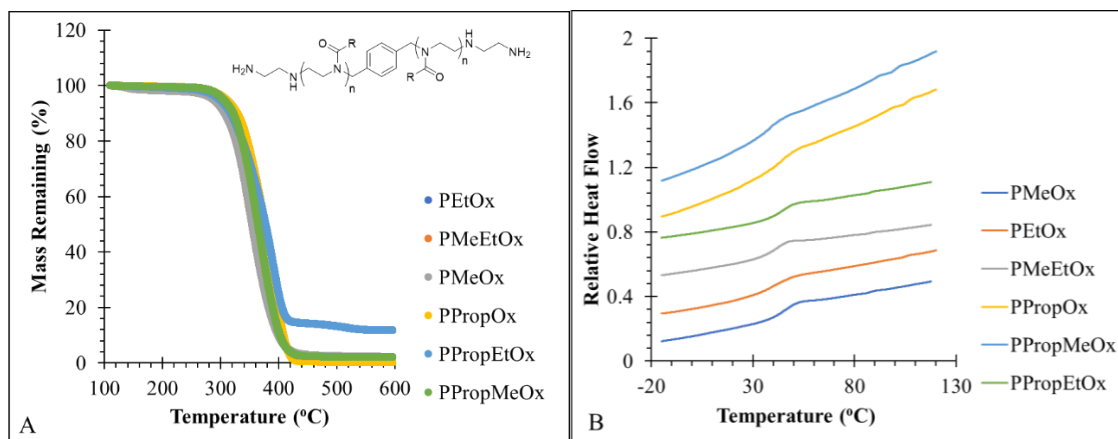 120
100
80
60
40
20
0
Mass Remaining (%)
100 200 300 400 500 600
Temperature (°C)
A
O R
H₂N N H N n N n H N NH₂
R O
PEtOx
PMeEtOx
PMeOx
PPropOx
PPropEtOx
PPropMeOx
2
1.6
1.2
0.8
0.4
0
Relative Heat Flow
-20 30 80 130
Temperature (°C)
B
PMeOx
PEtOx
PMeEtOx
PPropOx
PPropMeOx
PPropEtOx